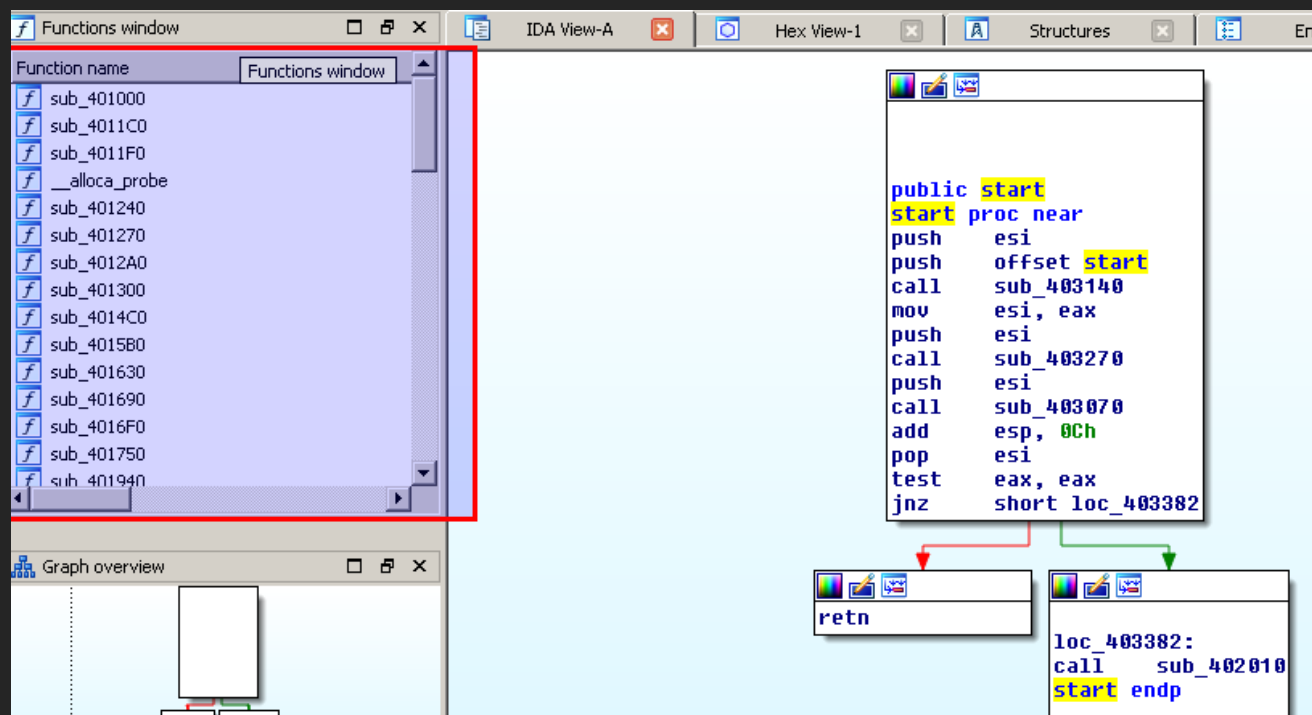 Functions window
IDA View-A
Hex View-1
Structures
En
Function name
Functions window
sub_401000
sub_4011C0
sub_4011F0
__alloca_probe
sub_401240
sub_401270
sub_4012A0
sub_401300
sub_4014C0
sub_4015B0
sub_401630
sub_401690
sub_4016F0
sub_401750
sub_401940
Graph overview
public start
start proc near
push esi
push offset start
call sub_403140
mov esi, eax
push esi
call sub_403270
push esi
call sub_403070
add esp, 0Ch
pop esi
test eax, eax
jnz short loc_403382
retn
loc_403382:
call sub_402010
start endp